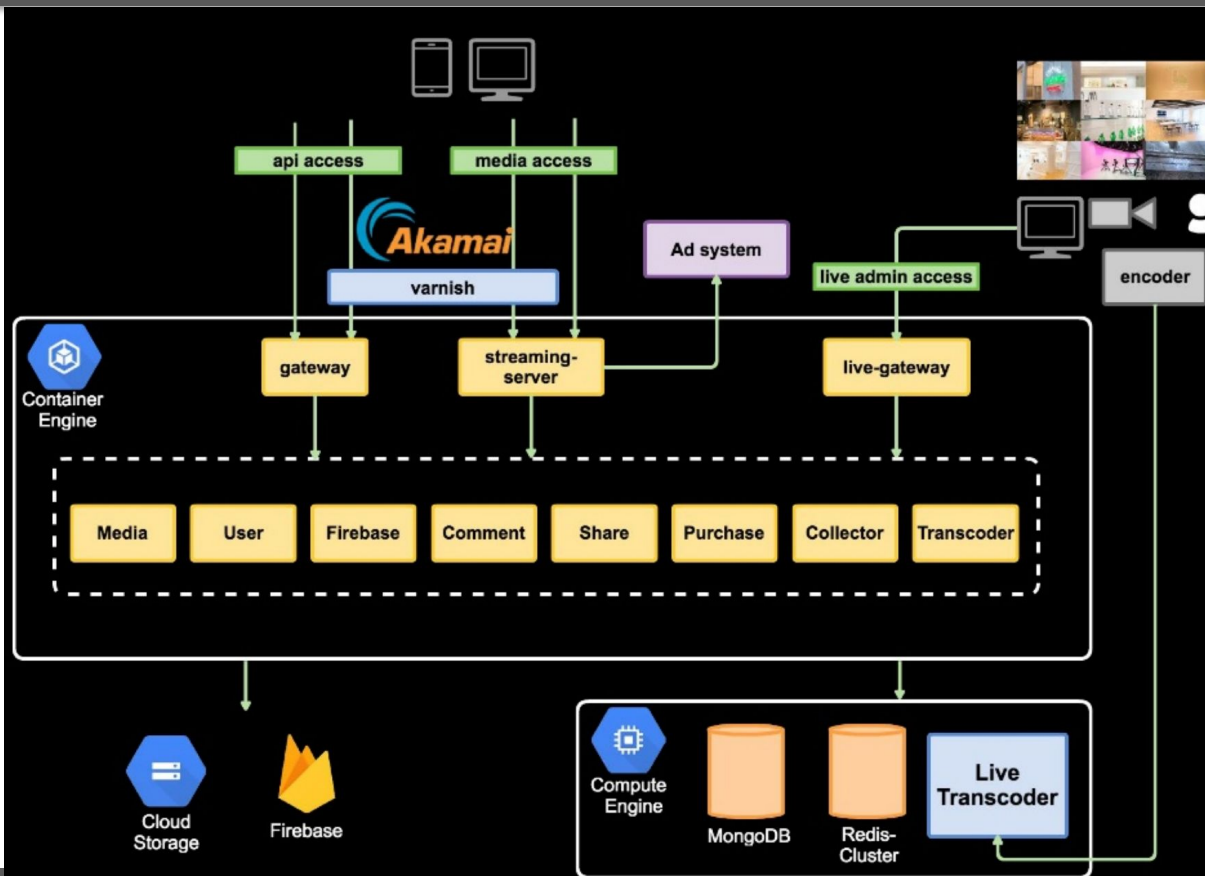 api access
media access
Akamai
varnish
Ad system
live admin access
encoder
Container
Engine
gateway
streaming-
server
live-gateway
Media
User
Firebase
Comment
Share
Purchase
Collector
Transcoder
Cloud
Storage
Firebase
Compute
Engine
MongoDB
Redis-
Cluster
Live
Transcoder